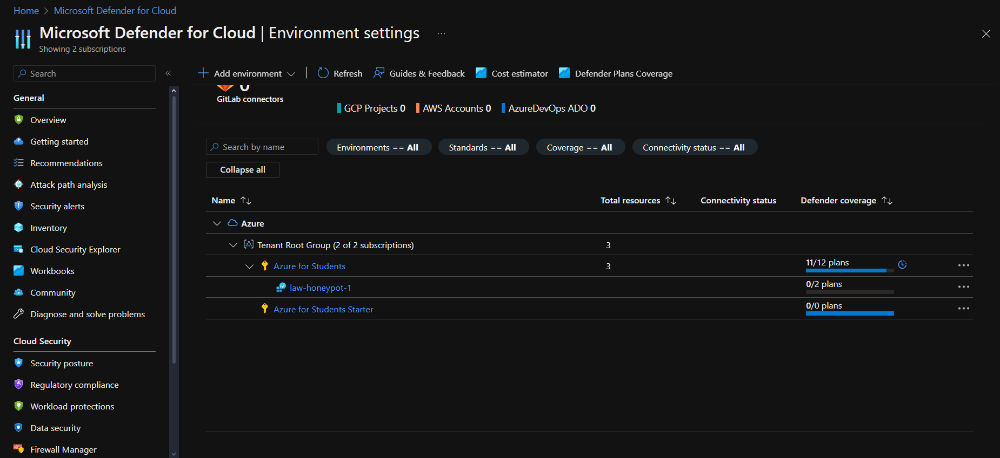 Home > Microsoft Defender for Cloud
Microsoft Defender for Cloud | Environment settings ...
Showing 2 subscriptions
Search
«
Add environment
Refresh
Guides & Feedback
Cost estimator
Defender Plans Coverage
General
Overview
Getting started
Recommendations
Attack path analysis
Security alerts
Inventory
Cloud Security Explorer
Workbooks
Community
Diagnose and solve problems
Cloud Security
Security posture
Regulatory compliance
Workload protections
Data security
Firewall Manager
0
GitLab connectors
GCP Projects 0 AWS Accounts 0 AzureDevOps ADO 0
Search by name
Environments == All
Standards == All
Coverage == All
Connectivity status == All
Collapse all
Name Total resources Connectivity status Defender coverage
Azure
Tenant Root Group (2 of 2 subscriptions) 3
Azure for Students 3 11/12 plans
law-honeypot-1 0/2 plans
Azure for Students Starter 0/0 plans